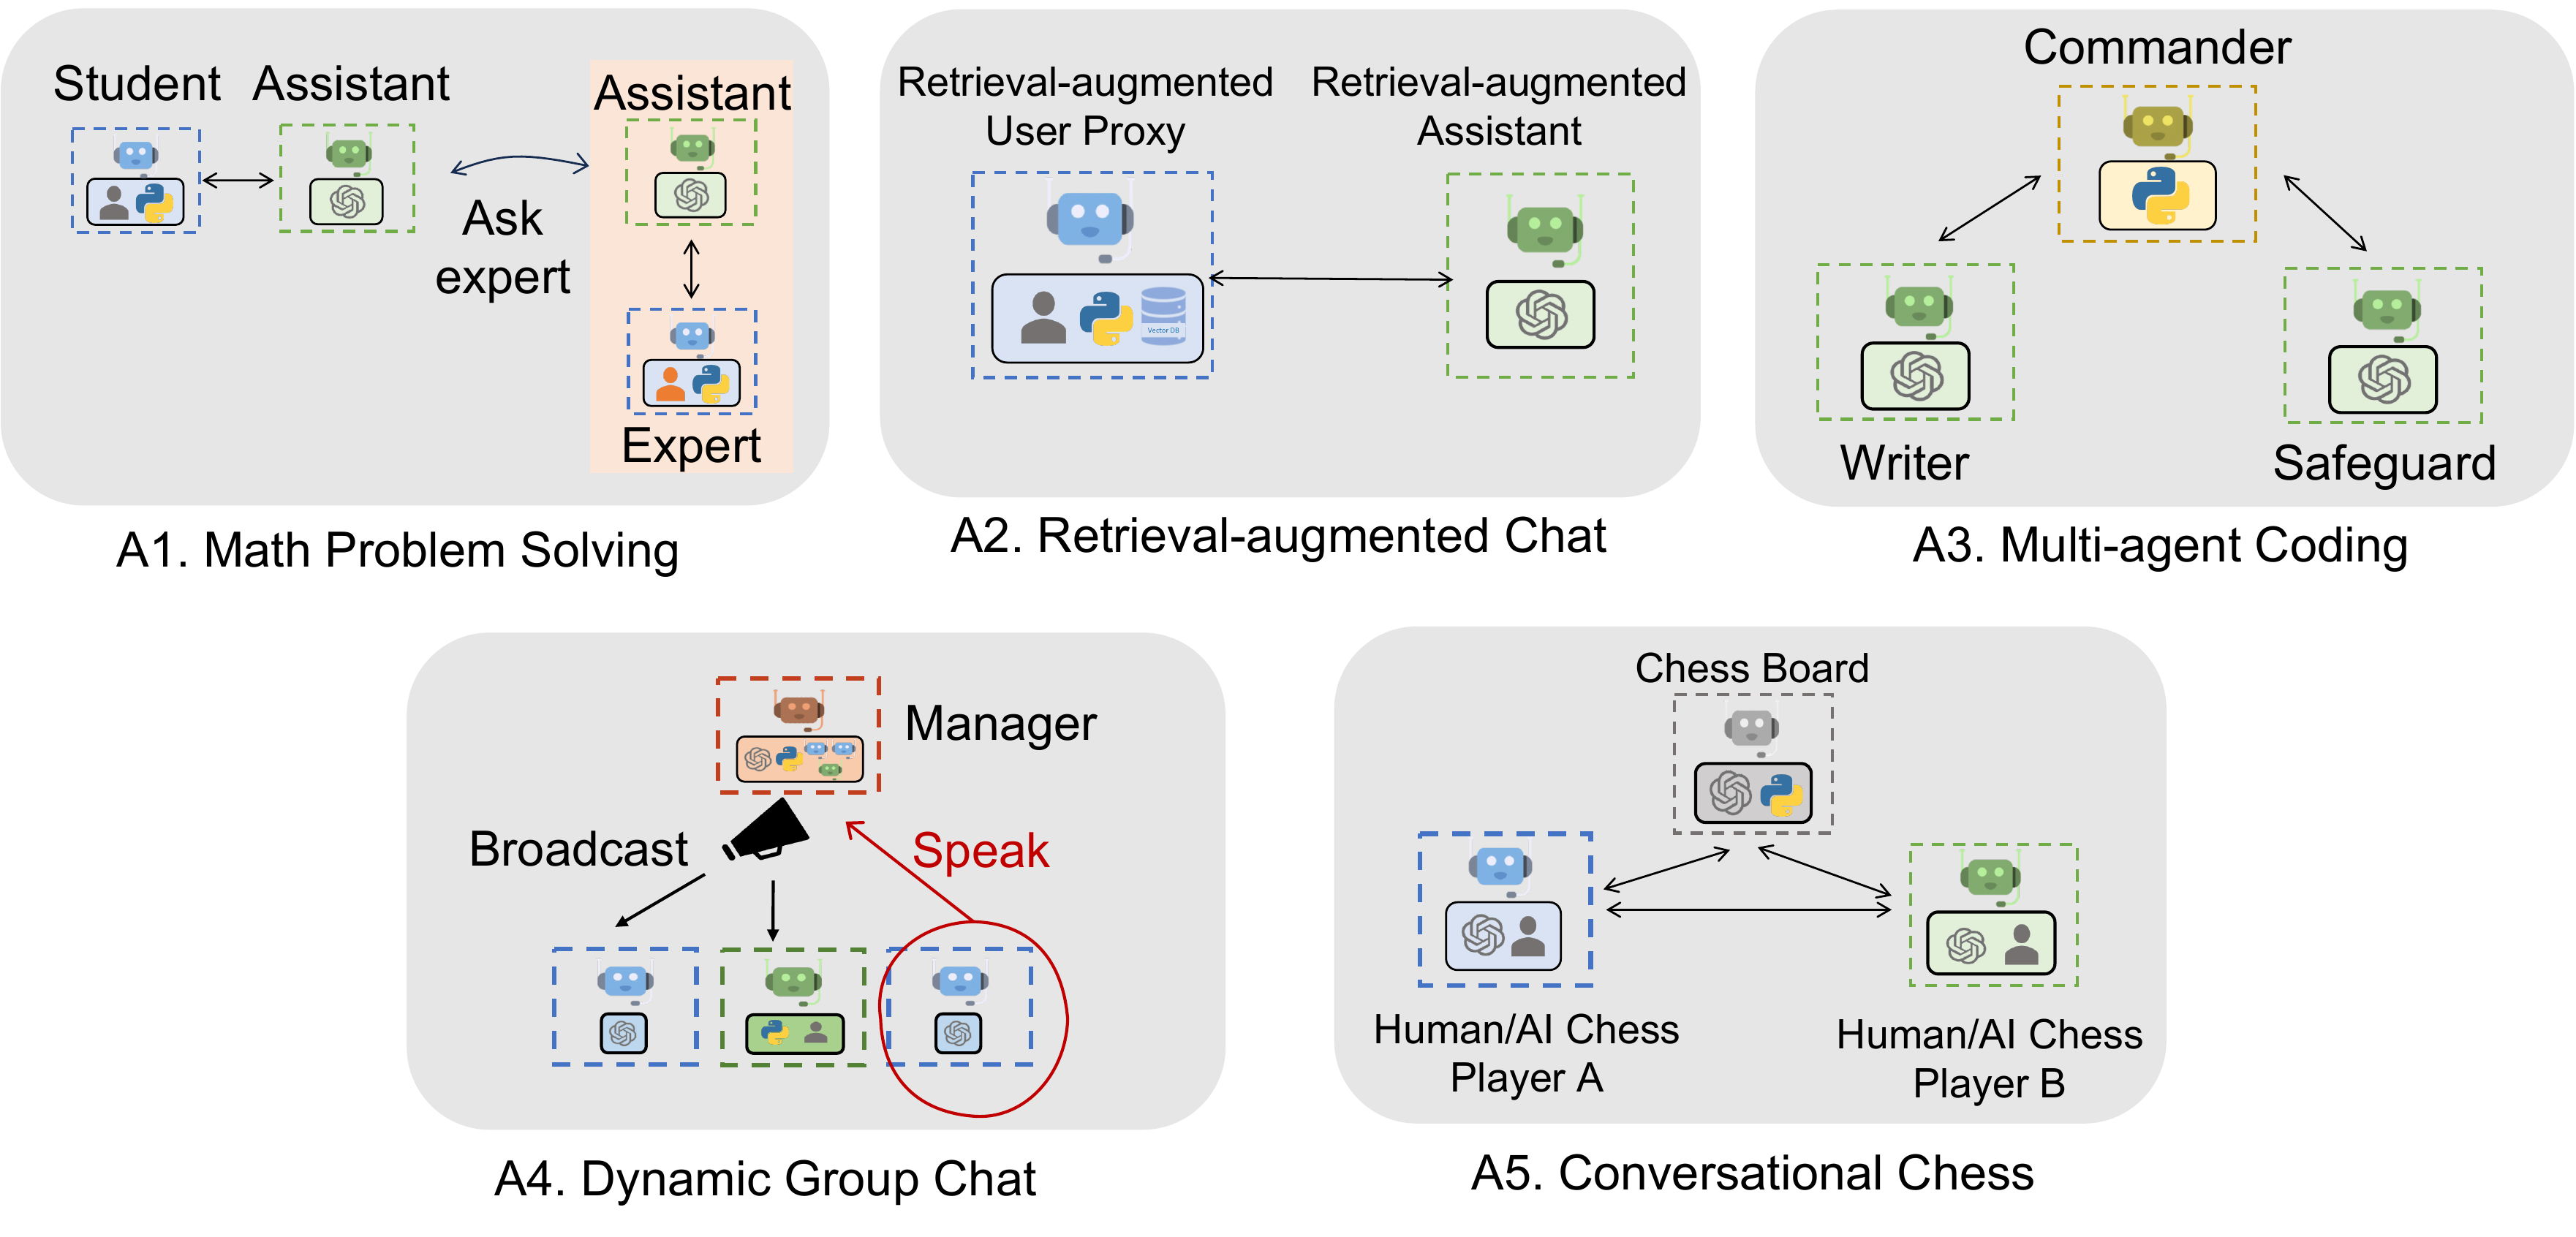 Student
Assistant
Assistant
Ask
expert
Expert
A1. Math Problem Solving
Retrieval-augmented
User Proxy
Retrieval-augmented
Assistant
Vector DB
A2. Retrieval-augmented Chat
Commander
Writer
Safeguard
A3. Multi-agent Coding
Manager
Broadcast
Speak
A4. Dynamic Group Chat
Chess Board
Human/AI Chess
Player A
Human/AI Chess
Player B
A5. Conversational Chess